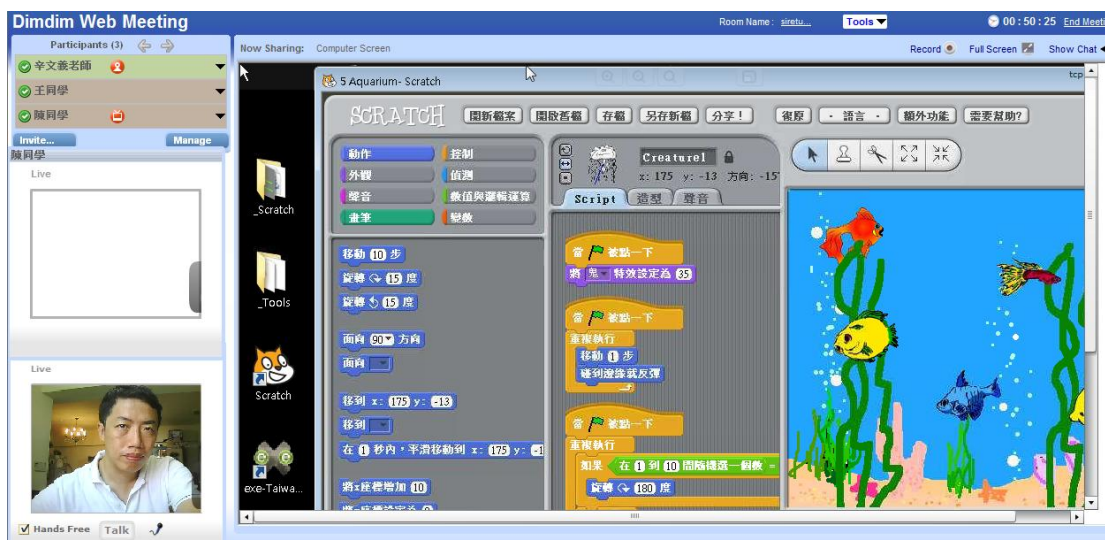 Dimdim Web Meeting
Room Name : siretu...
Tools
00 : 50 : 25 End Meeti
Participants (3)
Now Sharing: Computer Screen
Record
Full Screen
Show Chat
辛文義老師
王同學
陳同學
Invite...
Manage
陳同學
Live
Live
Hands Free
Talk
_Scratch
_Tools
Scratch
exe-Taiwa...
tcp
5 Aquarium- Scratch
SCRATCH
開新檔案
開啟舊檔
存檔
另存新檔
分享！
復原
· 語言 ·
額外功能
需要幫助?
動作
控制
外觀
偵測
聲音
數值與邏輯運算
畫筆
變數
Creature1
x: 175 y: -13 方向: -15
Script
造型
聲音
移動 10 步
旋轉 15 度
旋轉 15 度
面向 90 方向
面向
移到 x: 175 y: -13
移到
在 1 秒內，平滑移動到 x: 175 y: -1
將x座標增加 10
當 被點一下
將 鬼 特效設定為 35
當 被點一下
重複執行
移動 1 步
碰到邊緣就反彈
當 被點一下
重複執行
如果 在 1 到 10 間隨機選一個數 =
旋轉 180 度